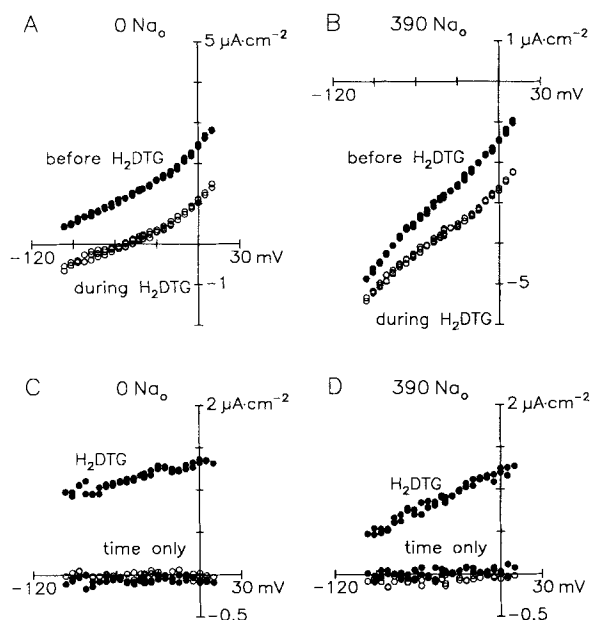 A 0 Naₒ 5 µA·cm⁻²
before H₂DTG
-120 30 mV
during H₂DTG -1
B 390 Naₒ 1 µA·cm⁻²
-120 30 mV
before H₂DTG
-5
during H₂DTG
C 0 Naₒ 2 µA·cm⁻²
H₂DTG
time only
-120 30 mV
-0.5
D 390 Naₒ 2 µA·cm⁻²
H₂DTG
time only
-120 30 mV
-0.5